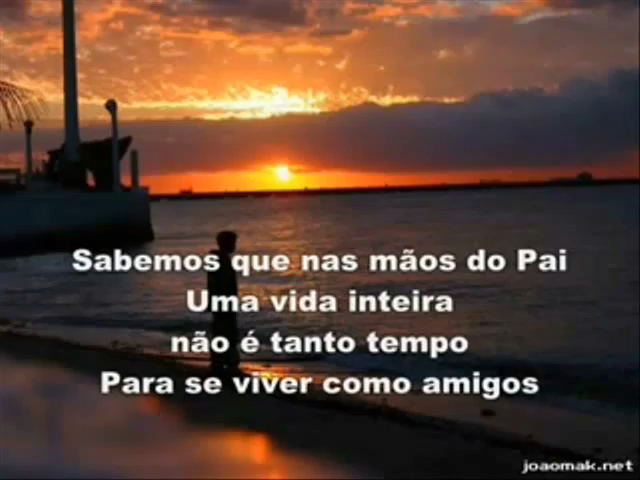 Sabemos que nas mãos do Pai
Uma vida inteira
não é tanto tempo
Para se viver como amigos
joaomak.net